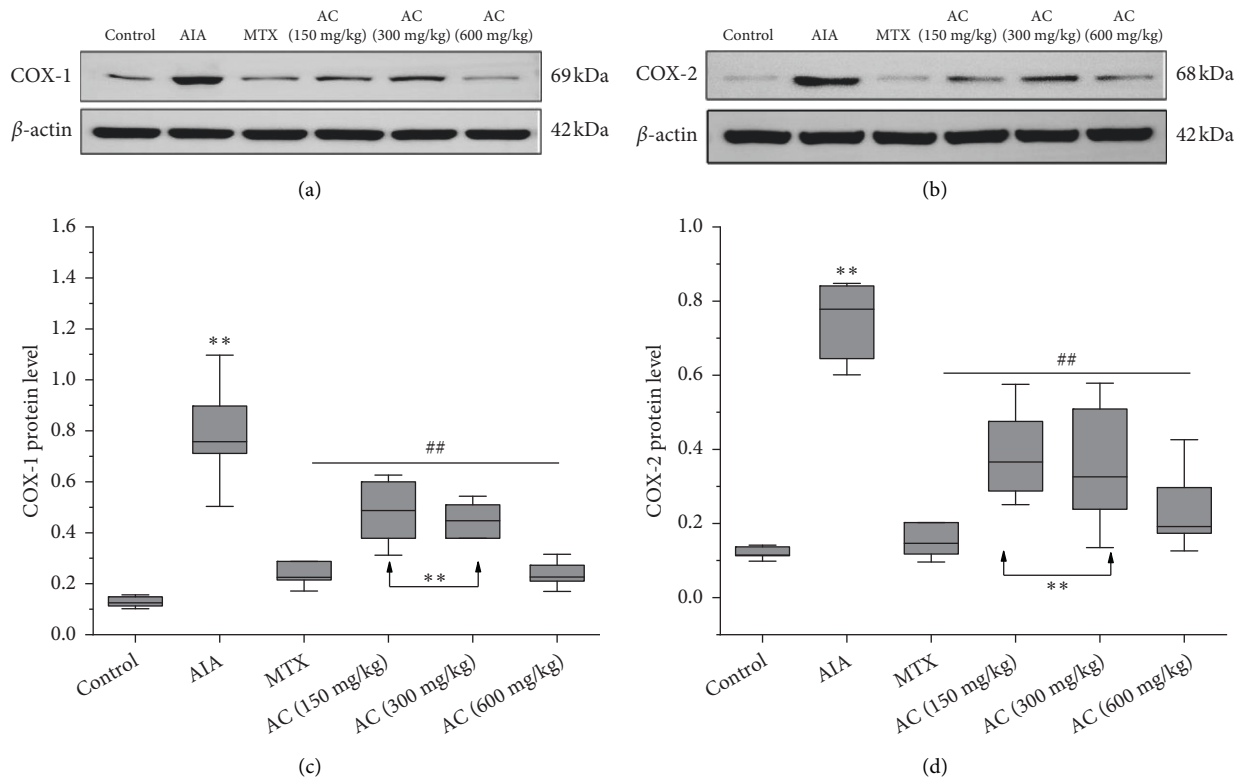 Control AIA MTX AC (150 mg/kg) AC (300 mg/kg) AC (600 mg/kg)
COX-1 69 kDa
β-actin 42 kDa
(a)
Control AIA MTX AC (150 mg/kg) AC (300 mg/kg) AC (600 mg/kg)
COX-2 68 kDa
β-actin 42 kDa
(b)
COX-1 protein level
1.6
1.4
1.2
1.0
0.8
0.6
0.4
0.2
0.0
**
##
**
Control AIA MTX AC (150 mg/kg) AC (300 mg/kg) AC (600 mg/kg)
(c)
COX-2 protein level
1.0
0.8
0.6
0.4
0.2
0.0
**
##
**
Control AIA MTX AC (150 mg/kg) AC (300 mg/kg) AC (600 mg/kg)
(d)